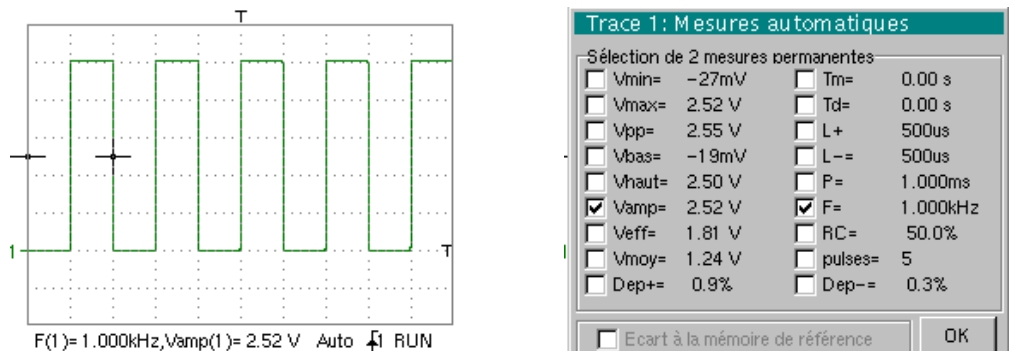 T
1
T
F(1)= 1.000kHz,Vamp(1)= 2.52 V Auto 1 RUN
Trace 1: Mesures automatiques
Sélection de 2 mesures permanentes
Vmin= -27mV Tm= 0.00 s
Vmax= 2.52 V Td= 0.00 s
Vpp= 2.55 V L+ 500us
Vbas= -19mV L-= 500us
Vhaut= 2.50 V P= 1.000ms
Vamp= 2.52 V F= 1.000kHz
Veff= 1.81 V RC= 50.0%
Vmoy= 1.24 V pulses= 5
Dep+= 0.9% Dep-= 0.3%
Ecart à la mémoire de référence OK